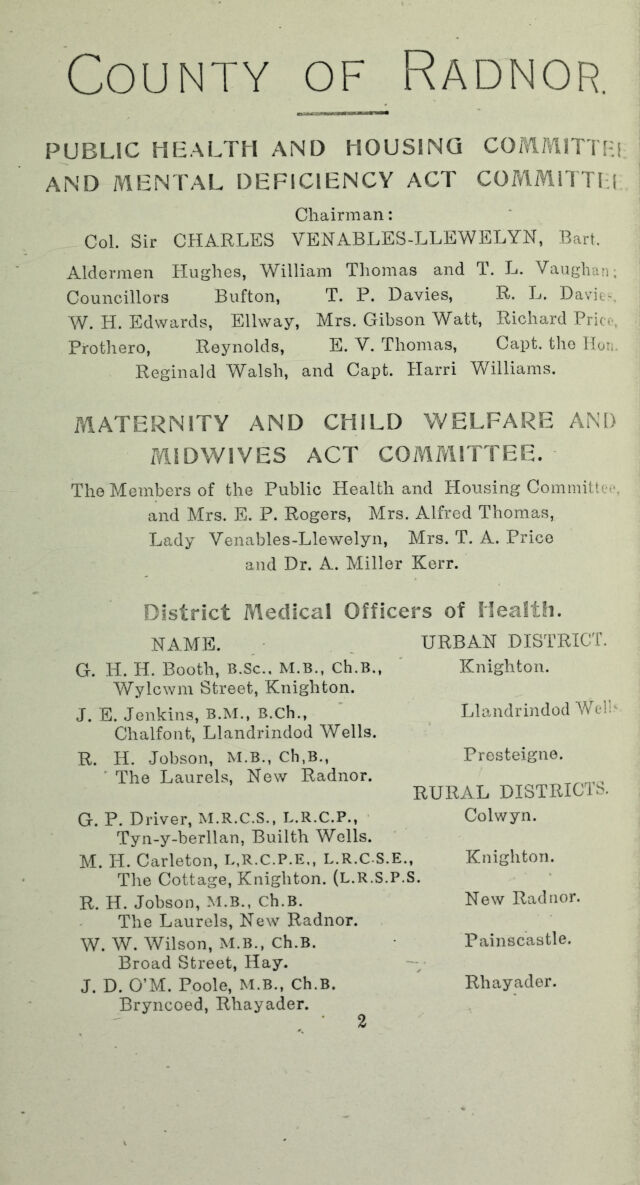 COUNTY OF RADNOR.
PUBLIC HEALTH AND HOUSING COMMITTEE
AND MENTAL DEFICIENCY ACT COMMITTEE.
Chairman:
Col. Sir CHARLES VENABLES-LLEWELYN, Bart.
Aldermen Hughes, William Thomas and T. L. Vaughan;
Councillors Bufton, T. P. Davies, R. L. Davies,
W. H. Edwards, Ellway, Mrs. Gibson Watt, Richard Price,
Prothero, Reynolds, E. V. Thomas, Capt. the Hon.
Reginald Walsh, and Capt. Harri Williams.
MATERNITY AND CHILD WELFARE AND
MIDWIVES ACT COMMITTEE.
The Members of the Public Health and Housing Committee,
and Mrs. E. P. Rogers, Mrs. Alfred Thomas,
Lady Venables-Llewelyn, Mrs. T. A. Price
and Dr. A. Miller Kerr.
District Medical Officers of Health.
NAME. URBAN DISTRICT.
G. H. H. Booth, B.Sc., M.B., Ch.B., Knighton.
Wylcwm Street, Knighton.
J. E. Jenkins, B.M., B.Ch., Llandrindod Wells
Chalfont, Llandrindod Wells.
R. H. Jobson, M.B., Ch,B., Presteigne.
The Laurels, New Radnor.
RURAL DISTRICTS.
G. P. Driver, M.R.C.S., L.R.C.P., Colwyn.
Tyn-y-berllan, Builth Wells.
M. H. Carleton, L,R.C.P.E,, L.R.C.S.E., Knighton.
The Cottage, Knighton. (L.R.S.P.S.
R. H. Jobson, M.B., Ch.B. New Radnor.
The Laurels, New Radnor.
W. W. Wilson, M.B., Ch.B. Painscastle.
Broad Street, Hay.
J. D. O'M. Poole, M.B., Ch.B. Rhayader.
Bryncoed, Rhayader.
2